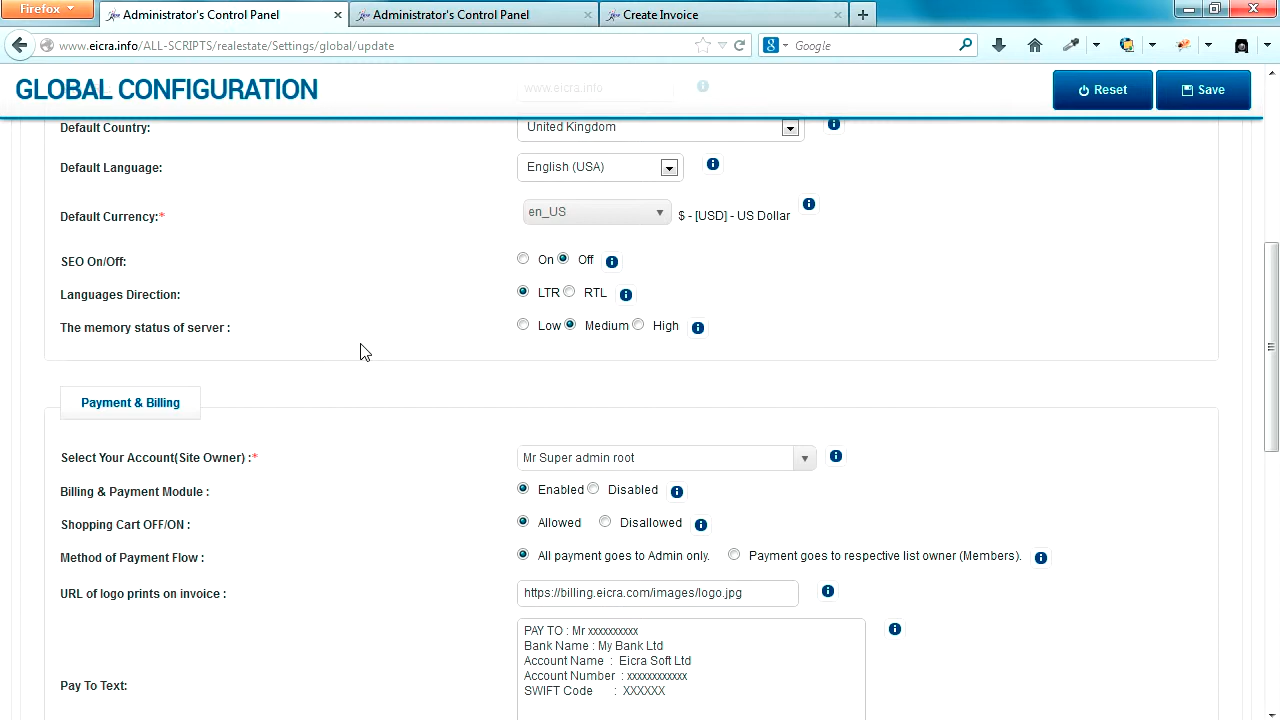 Firefox
Administrator's Control Panel
Administrator's Control Panel
Create Invoice
www.eicra.info/ALL-SCRIPTS/realestate/Settings/global/update
Google
GLOBAL CONFIGURATION
www.eicra.info
Reset
Save
Default Country:
United Kingdom
Default Language:
English (USA)
Default Currency:*
en_US
$ - [USD] - US Dollar
SEO On/Off:
On Off
Languages Direction:
LTR RTL
The memory status of server :
Low Medium High
Payment & Billing
Select Your Account(Site Owner) :*
Mr Super admin root
Billing & Payment Module :
Enabled Disabled
Shopping Cart OFF/ON :
Allowed Disallowed
Method of Payment Flow :
All payment goes to Admin only. Payment goes to respective list owner (Members).
URL of logo prints on invoice :
https://billing.eicra.com/images/logo.jpg
Pay To Text:
PAY TO : Mr xxxxxxxxxx
Bank Name : My Bank Ltd
Account Name : Eicra Soft Ltd
Account Number : xxxxxxxxxxxx
SWIFT Code : XXXXXX